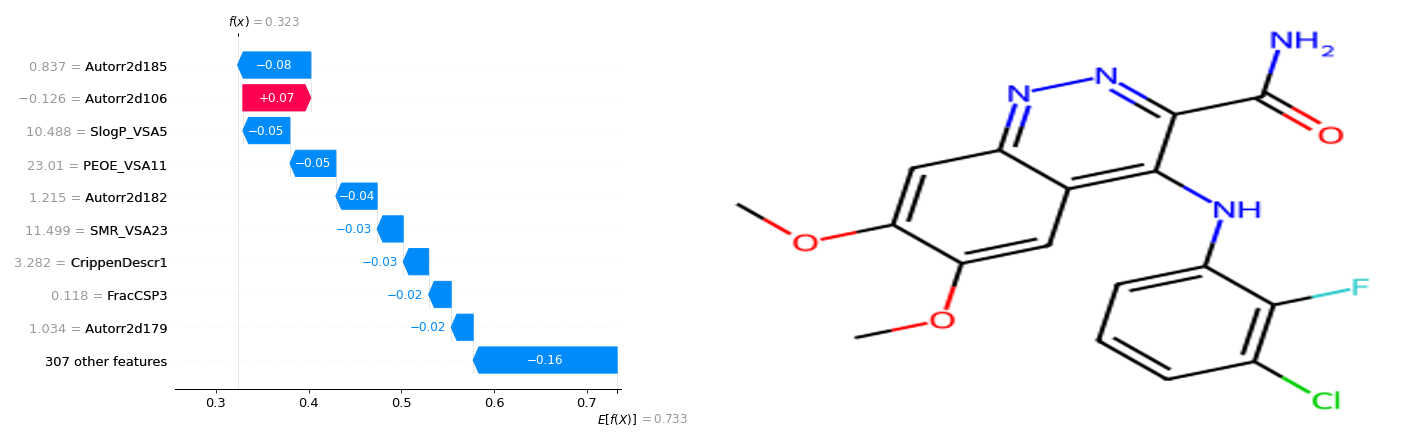 f(x) = 0.323
0.837 = Autorr2d185
−0.08
−0.126 = Autorr2d106
+0.07
10.488 = SlogP_VSA5
−0.05
23.01 = PEOE_VSA11
−0.05
1.215 = Autorr2d182
−0.04
11.499 = SMR_VSA23
−0.03
3.282 = CrippenDescr1
−0.03
0.118 = FracCSP3
−0.02
1.034 = Autorr2d179
−0.02
307 other features
−0.16
0.3 0.4 0.5 0.6 0.7
E[f(X)] = 0.733
NH2
N
N
O
NH
O
O
F
Cl